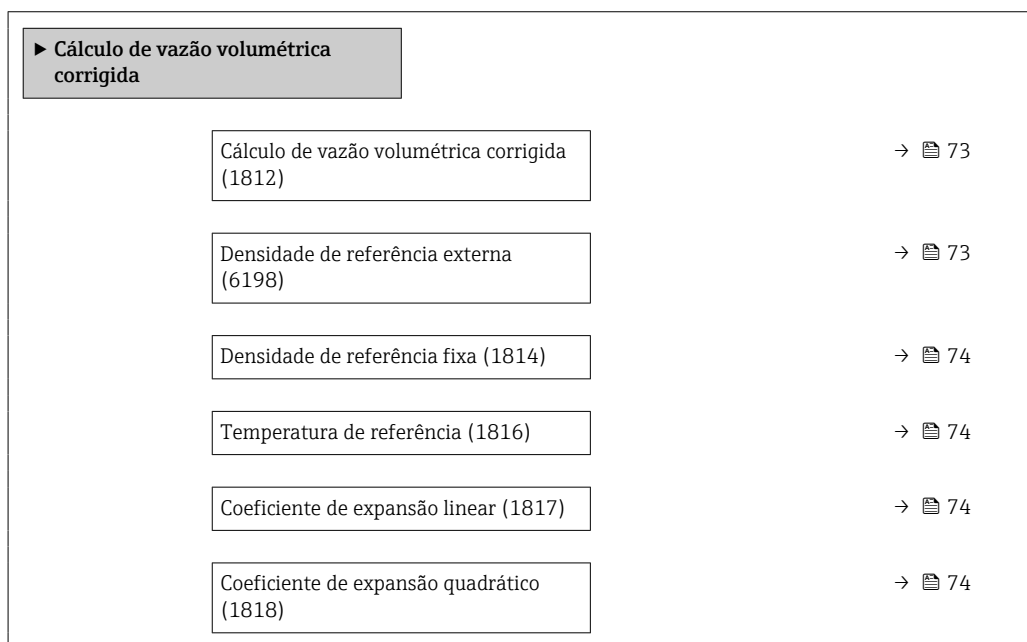 ▶ Cálculo de vazão volumétrica
corrigida
Cálculo de vazão volumétrica corrigida
(1812)
→ 73
Densidade de referência externa
(6198)
→ 73
Densidade de referência fixa (1814)
→ 74
Temperatura de referência (1816)
→ 74
Coeficiente de expansão linear (1817)
→ 74
Coeficiente de expansão quadrático
(1818)
→ 74